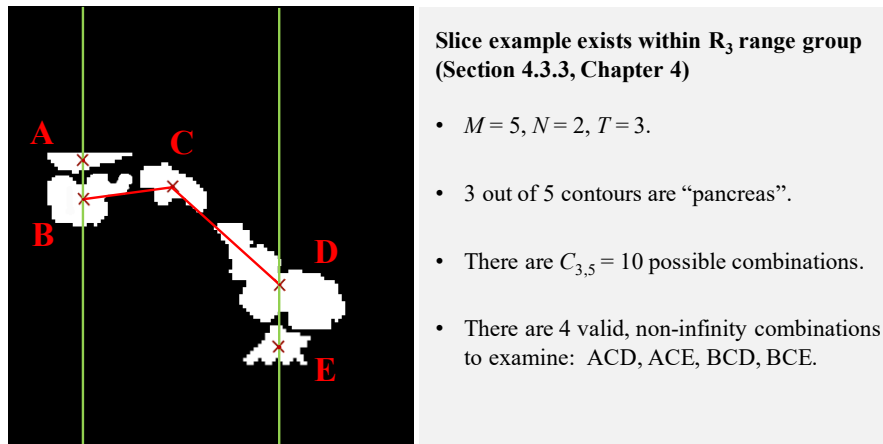 A
C
B
D
E
Slice example exists within R₃ range group
(Section 4.3.3, Chapter 4)
• M = 5, N = 2, T = 3.
• 3 out of 5 contours are “pancreas”.
• There are C₃,₅ = 10 possible combinations.
• There are 4 valid, non-infinity combinations
to examine: ACD, ACE, BCD, BCE.